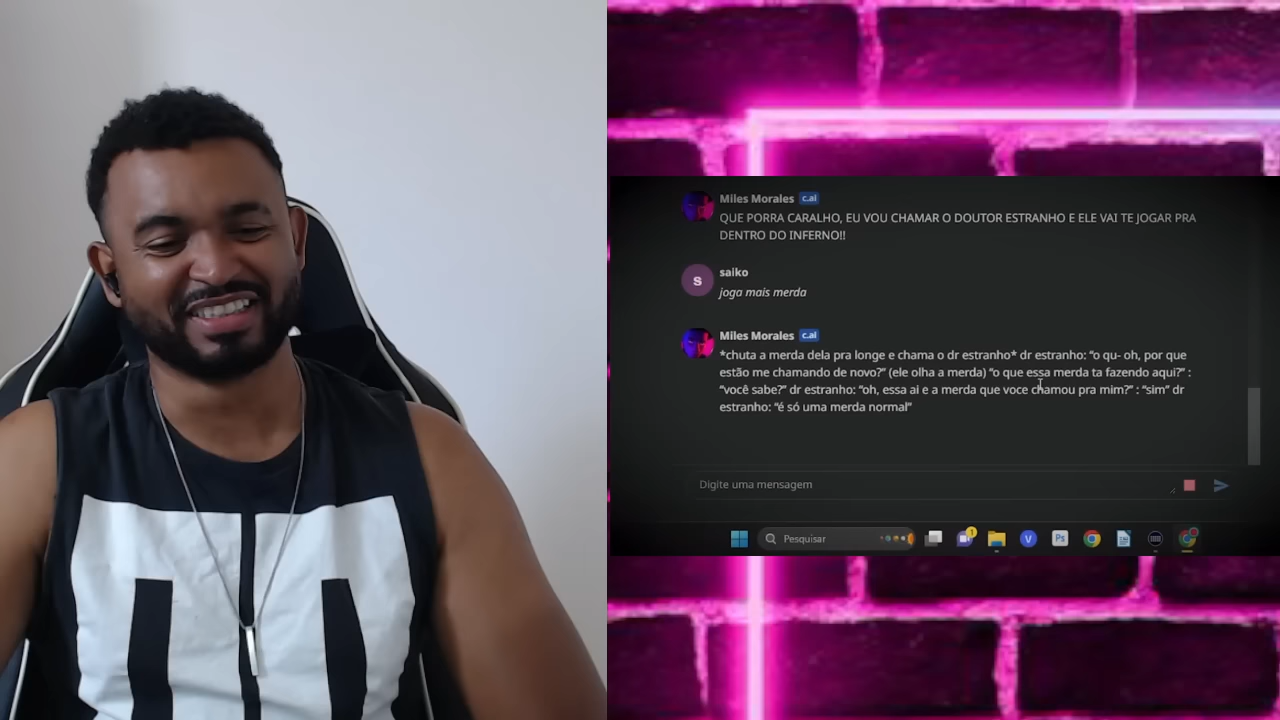 Miles Morales c.ai
QUE PORRA CARALHO, EU VOU CHAMAR O DOUTOR ESTRANHO E ELE VAI TE JOGAR PRA
DENTRO DO INFERNO!!
s
saiko
joga mais merda
Miles Morales c.ai
*chuta a merda dela pra longe e chama o dr estranho* dr estranho: “o qu- oh, por que
estão me chamando de novo?” (ele olha a merda) “o que essa merda ta fazendo aqui?” :
“você sabe?” dr estranho: “oh, essa ai e a merda que voce chamou pra mim?” : “sim” dr
estranho: “é só uma merda normal”
Digite uma mensagem
Pesquisar
1
V
Ps